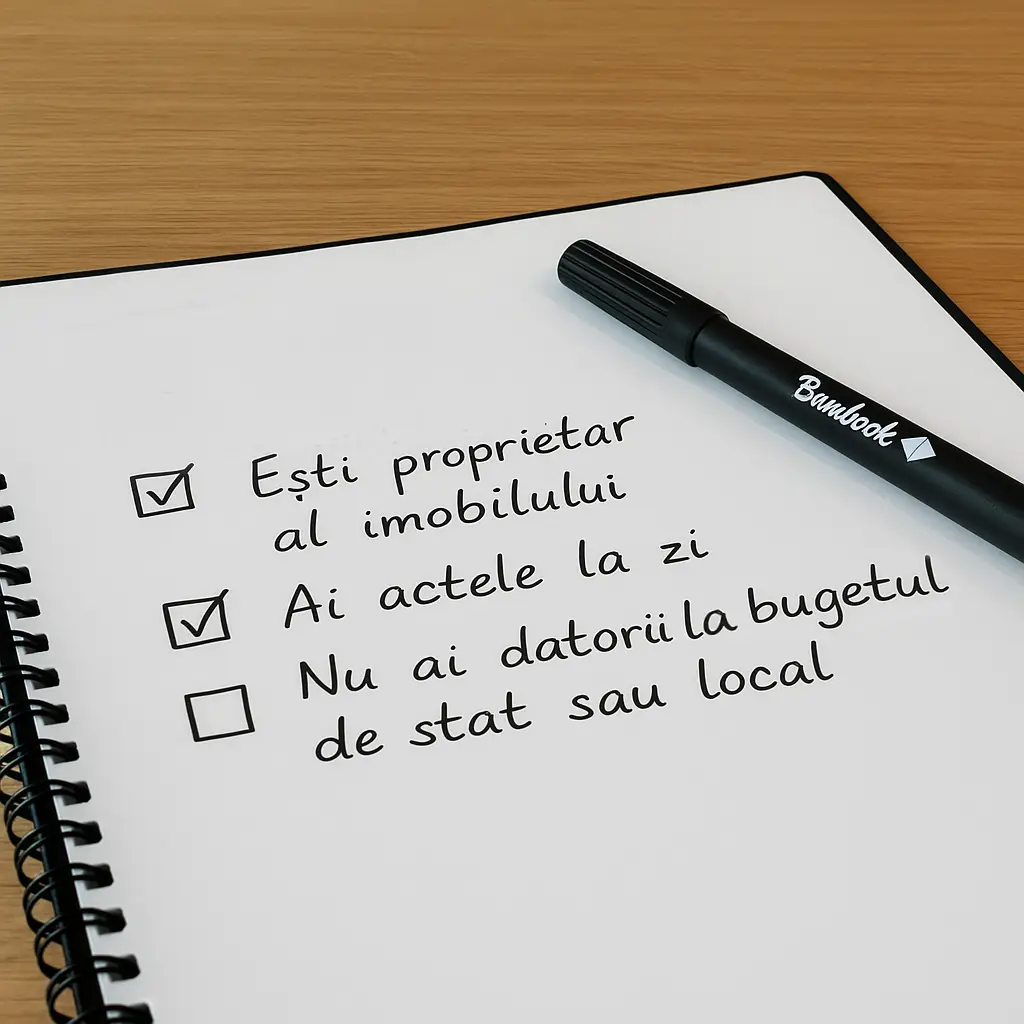 Bambook
Ești proprietar
al imobilului
Ai actele la zi
Nu ai datorii la bugetul
de stat sau local